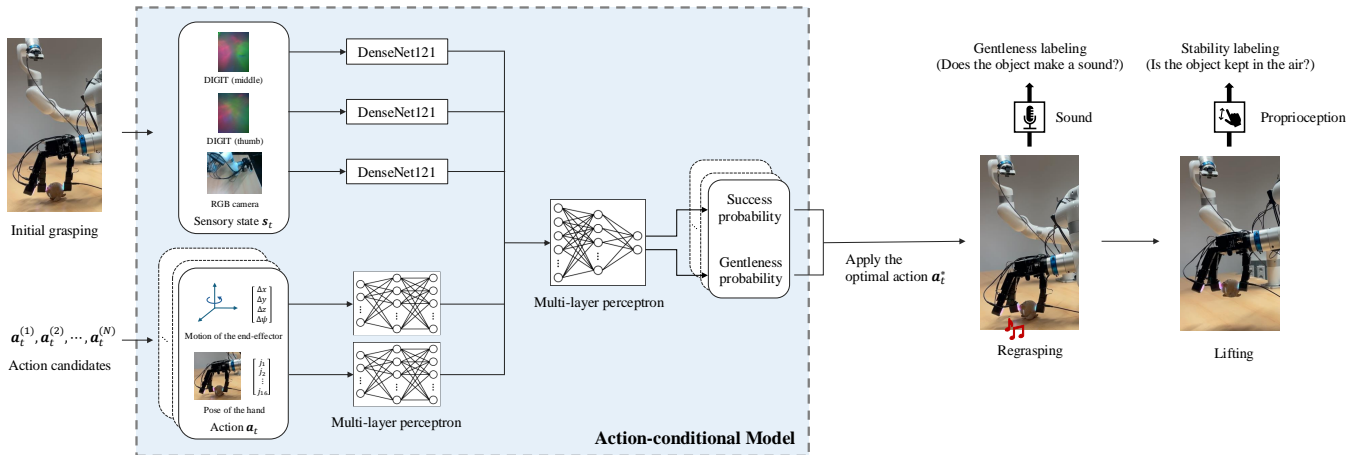 Initial grasping
a_t^(1), a_t^(2), ⋯, a_t^(N)
Action candidates
DIGIT (middle)
DIGIT (thumb)
RGB camera
Sensory state s_t
DenseNet121
DenseNet121
DenseNet121
Δx
Δy
Δz
Δψ
Motion of the end-effector
j_1
j_2
⋮
j_16
Pose of the hand
Action a_t
Multi-layer perceptron
Multi-layer perceptron
Success
probability
Gentleness
probability
Action-conditional Model
Apply the
optimal action a_t^*
Gentleness labeling
(Does the object make a sound?)
Sound
Regrasping
Stability labeling
(Is the object kept in the air?)
Proprioception
Lifting